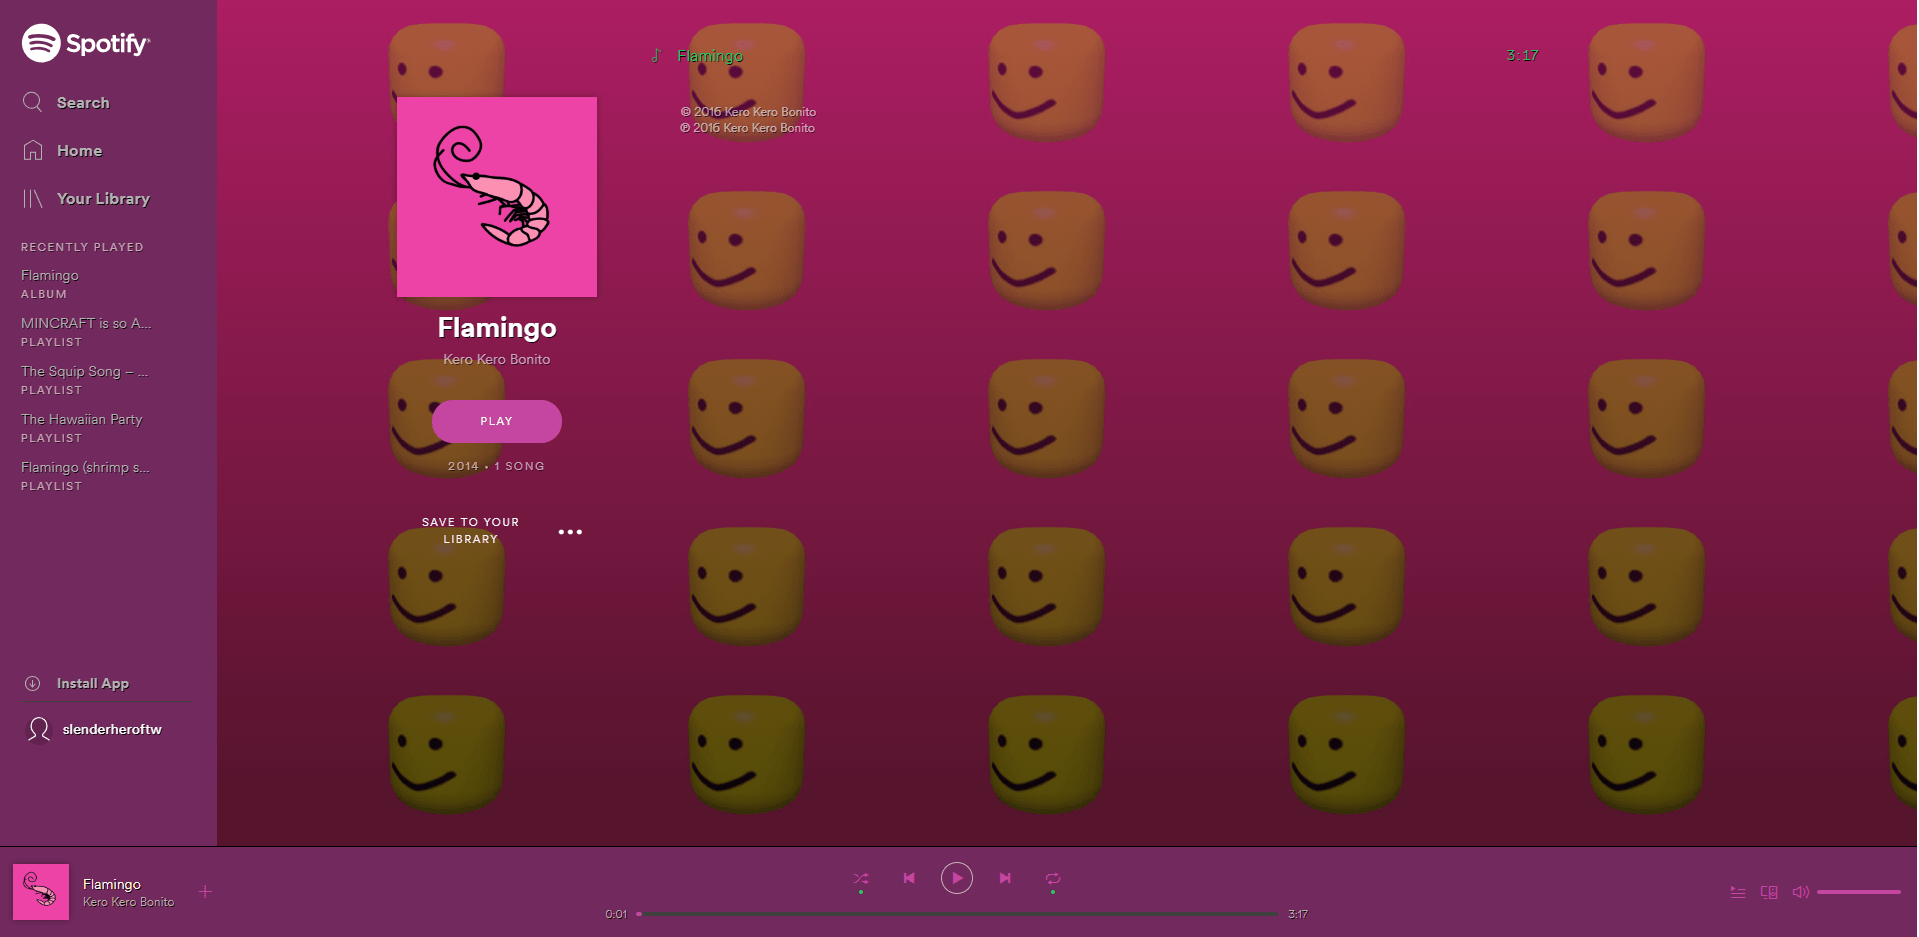 Spotify®
Search
Home
Your Library
RECENTLY PLAYED
Flamingo
ALBUM
MINCRAFT is so A...
PLAYLIST
The Squip Song – ...
PLAYLIST
The Hawaiian Party
PLAYLIST
Flamingo (shrimp s...
PLAYLIST
Install App
slenderheroftw
Flamingo
Kero Kero Bonito
PLAY
2014 • 1 SONG
SAVE TO YOUR
LIBRARY
Flamingo 3:17
© 2016 Kero Kero Bonito
℗ 2016 Kero Kero Bonito
Flamingo
Kero Kero Bonito
0:01 3:17